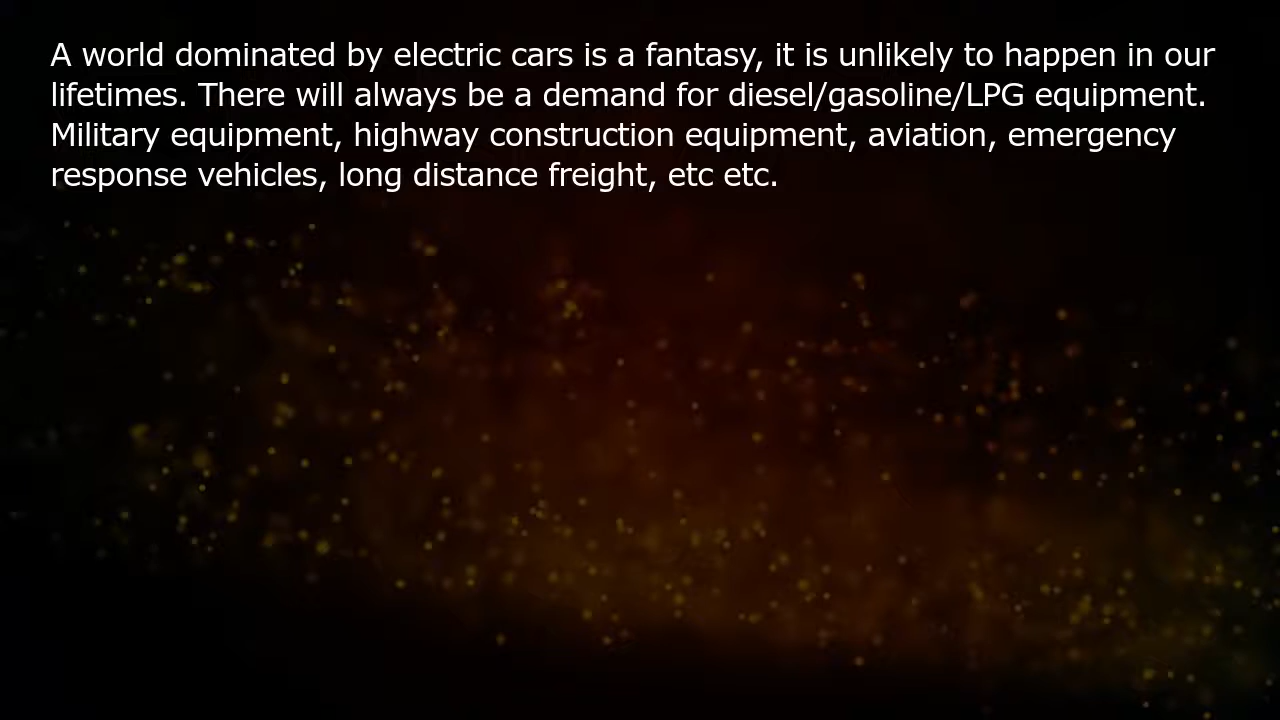 A world dominated by electric cars is a fantasy, it is unlikely to happen in our
lifetimes. There will always be a demand for diesel/gasoline/LPG equipment.
Military equipment, highway construction equipment, aviation, emergency
response vehicles, long distance freight, etc etc.